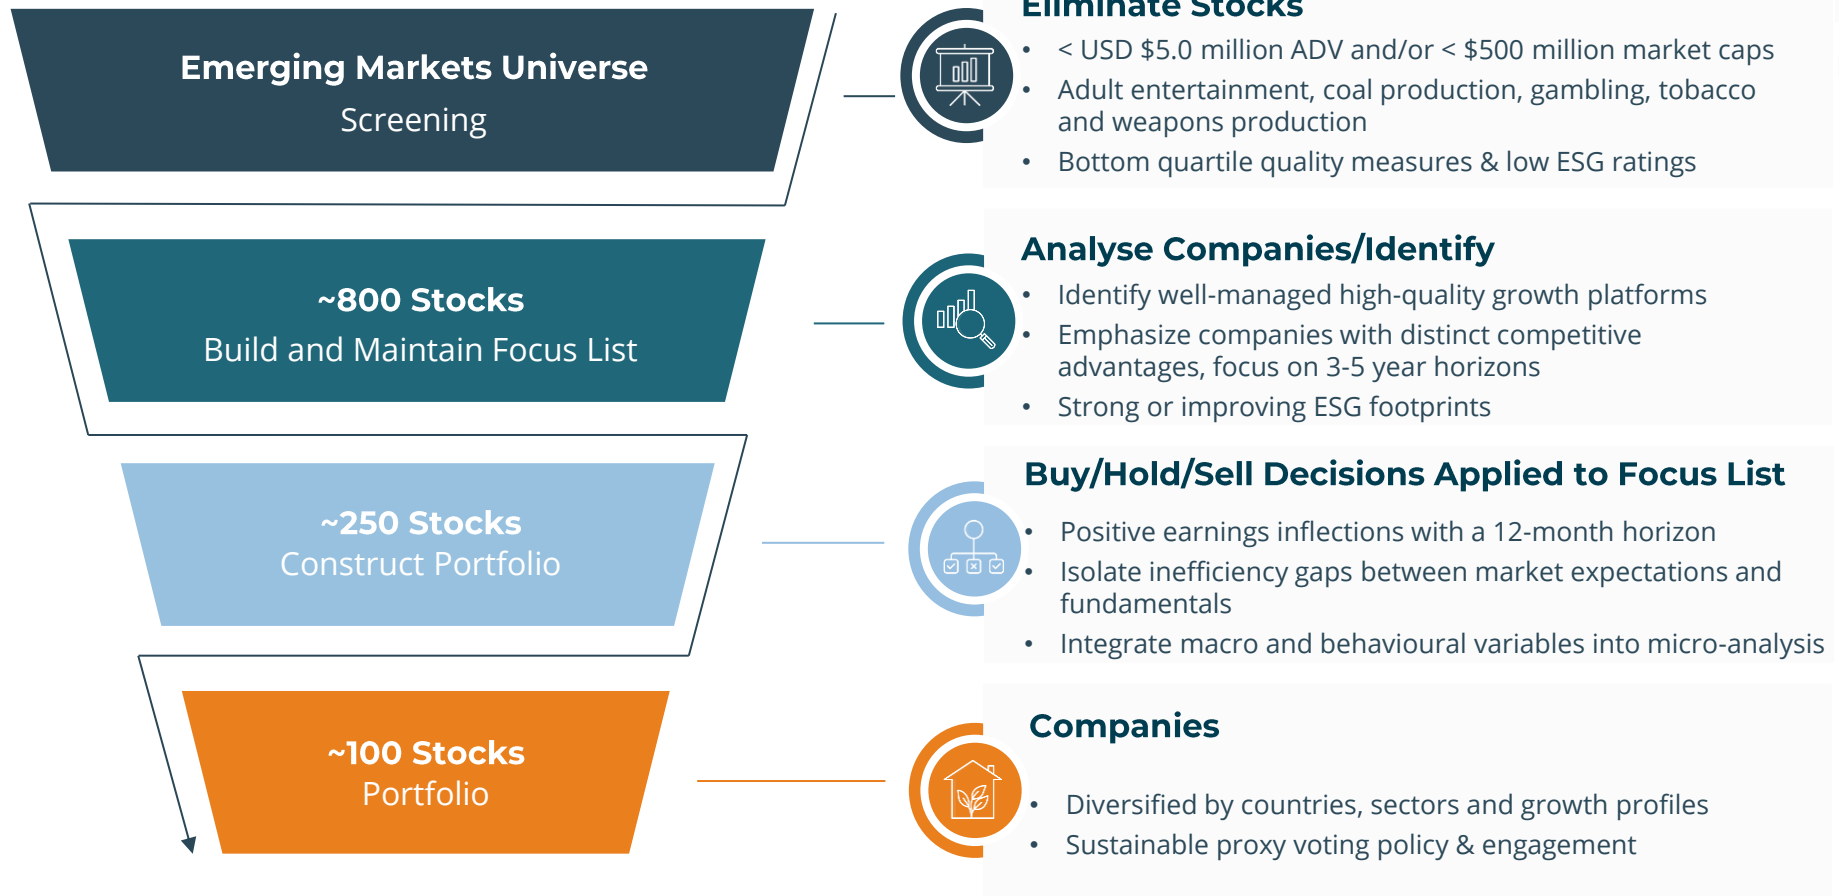 Emerging Markets Universe
Screening
Eliminate Stocks
• < USD $5.0 million ADV and/or < $500 million market caps
• Adult entertainment, coal production, gambling, tobacco
and weapons production
• Bottom quartile quality measures & low ESG ratings
~800 Stocks
Build and Maintain Focus List
Analyse Companies/Identify
• Identify well-managed high-quality growth platforms
• Emphasize companies with distinct competitive
advantages, focus on 3-5 year horizons
• Strong or improving ESG footprints
~250 Stocks
Construct Portfolio
Buy/Hold/Sell Decisions Applied to Focus List
• Positive earnings inflections with a 12-month horizon
• Isolate inefficiency gaps between market expectations and
fundamentals
• Integrate macro and behavioural variables into micro-analysis
~100 Stocks
Portfolio
Companies
• Diversified by countries, sectors and growth profiles
• Sustainable proxy voting policy & engagement